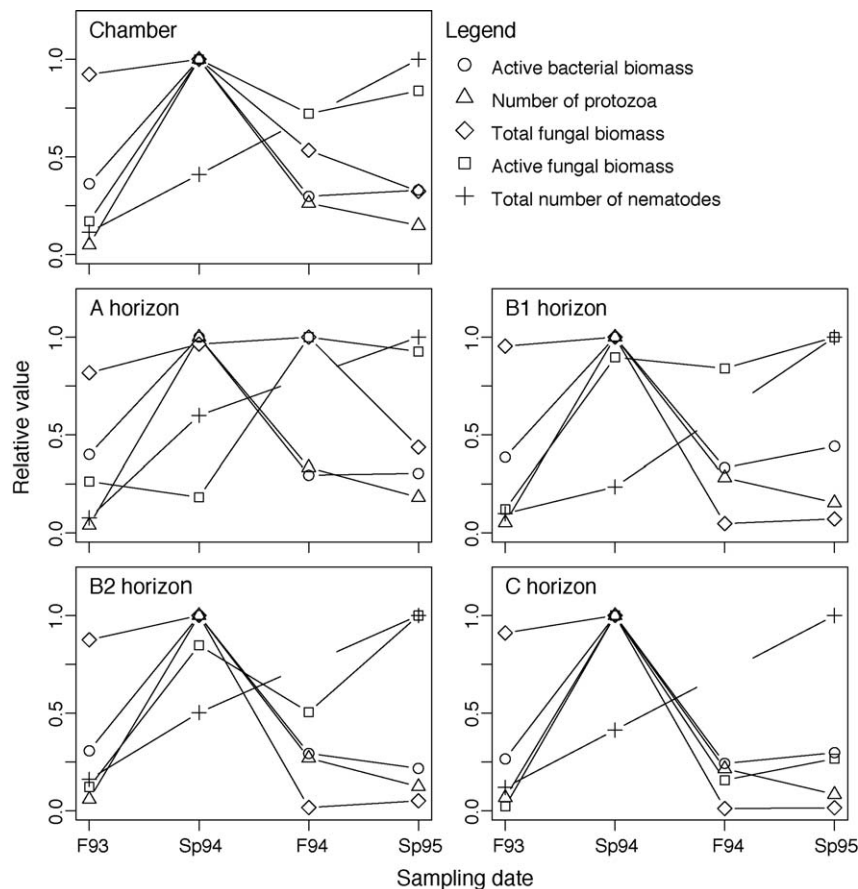 Chamber
Legend
Active bacterial biomass
Number of protozoa
Total fungal biomass
Active fungal biomass
Total number of nematodes
1.0
0.5
0.0
A horizon
B1 horizon
1.0
0.5
0.0
1.0
0.5
0.0
Relative value
B2 horizon
C horizon
1.0
0.5
0.0
1.0
0.5
0.0
F93 Sp94 F94 Sp95
F93 Sp94 F94 Sp95
Sampling date